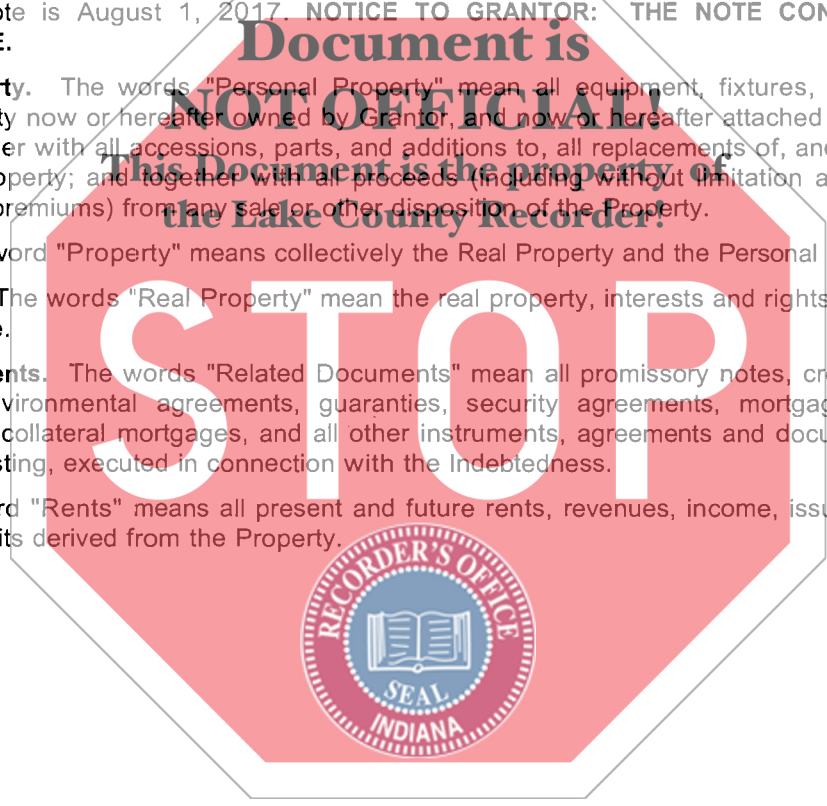 te is August 1, 2017. NOTICE TO GRANTOR: THE NOTE CON
E.
Document is
rty. The words "Personal Property" mean all equipment, fixtures,
NOT OFFICIAL!
ty now or hereafter owned by Grantor, and now or hereafter attached
er with all accessions, parts, and additions to, all replacements of, and
This Document is the property of
operty; and together with all proceeds (including without limitation a
premiums) from any sale or other disposition of the Property.
the Lake County Recorder!
word "Property" means collectively the Real Property and the Personal
The words "Real Property" mean the real property, interests and rights
e.
STOP
ents. The words "Related Documents" mean all promissory notes, cr
vironmental agreements, guaranties, security agreements, mortgag
collateral mortgages, and all other instruments, agreements and docu
sting, executed in connection with the Indebtedness.
rd "Rents" means all present and future rents, revenues, income, issu
its derived from the Property.
RECORDER'S OFFICE
SEAL
INDIANA